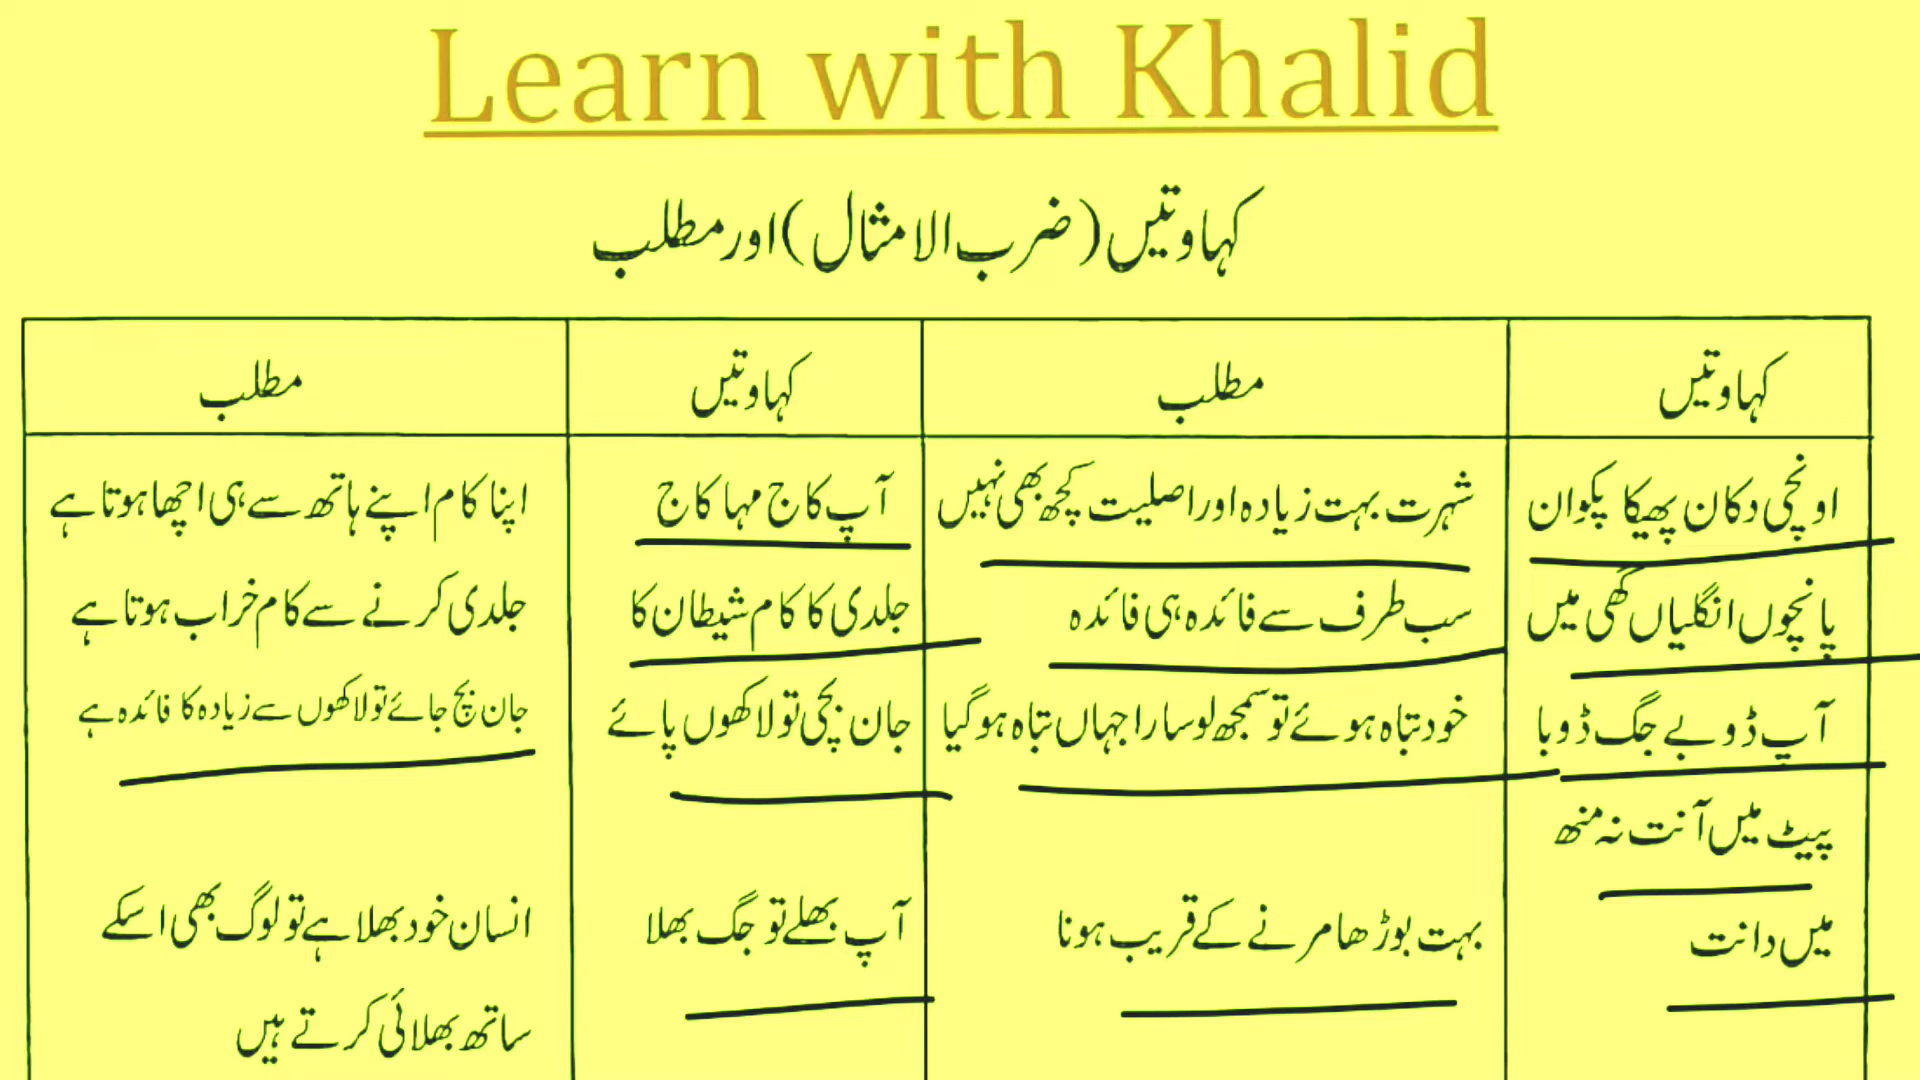 Learn with Khalid
کہاوتیں (ضرب الامثال) اور مطلب
کہاوتیں مطلب کہاوتیں مطلب
اونچی دکان پھیکا پکوان شہرت بہت زیادہ اور اصلیت کچھ بھی نہیں آپ کاج مہا کاج اپنا کام اپنے ہاتھ سے ہی اچھا ہوتا ہے
پانچوں انگلیاں گھی میں سب طرف سے فائدہ ہی فائدہ جلدی کا کام شیطان کا جلدی کرنے سے کام خراب ہوتا ہے
آپ ڈوبے جگ ڈوبا خود تباہ ہوئے تو سمجھ لو سارا جہاں تباہ ہو گیا جان بچی تو لاکھوں پائے جان بچ جائے تو لاکھوں سے زیادہ کا فائدہ ہے
پیٹ میں آنت نہ منھ
میں دانت بہت بوڑھا مرنے کے قریب ہونا آپ بھلے تو جگ بھلا انسان خود بھلا ہے تو لوگ بھی اسکے
ساتھ بھلائی کرتے ہیں